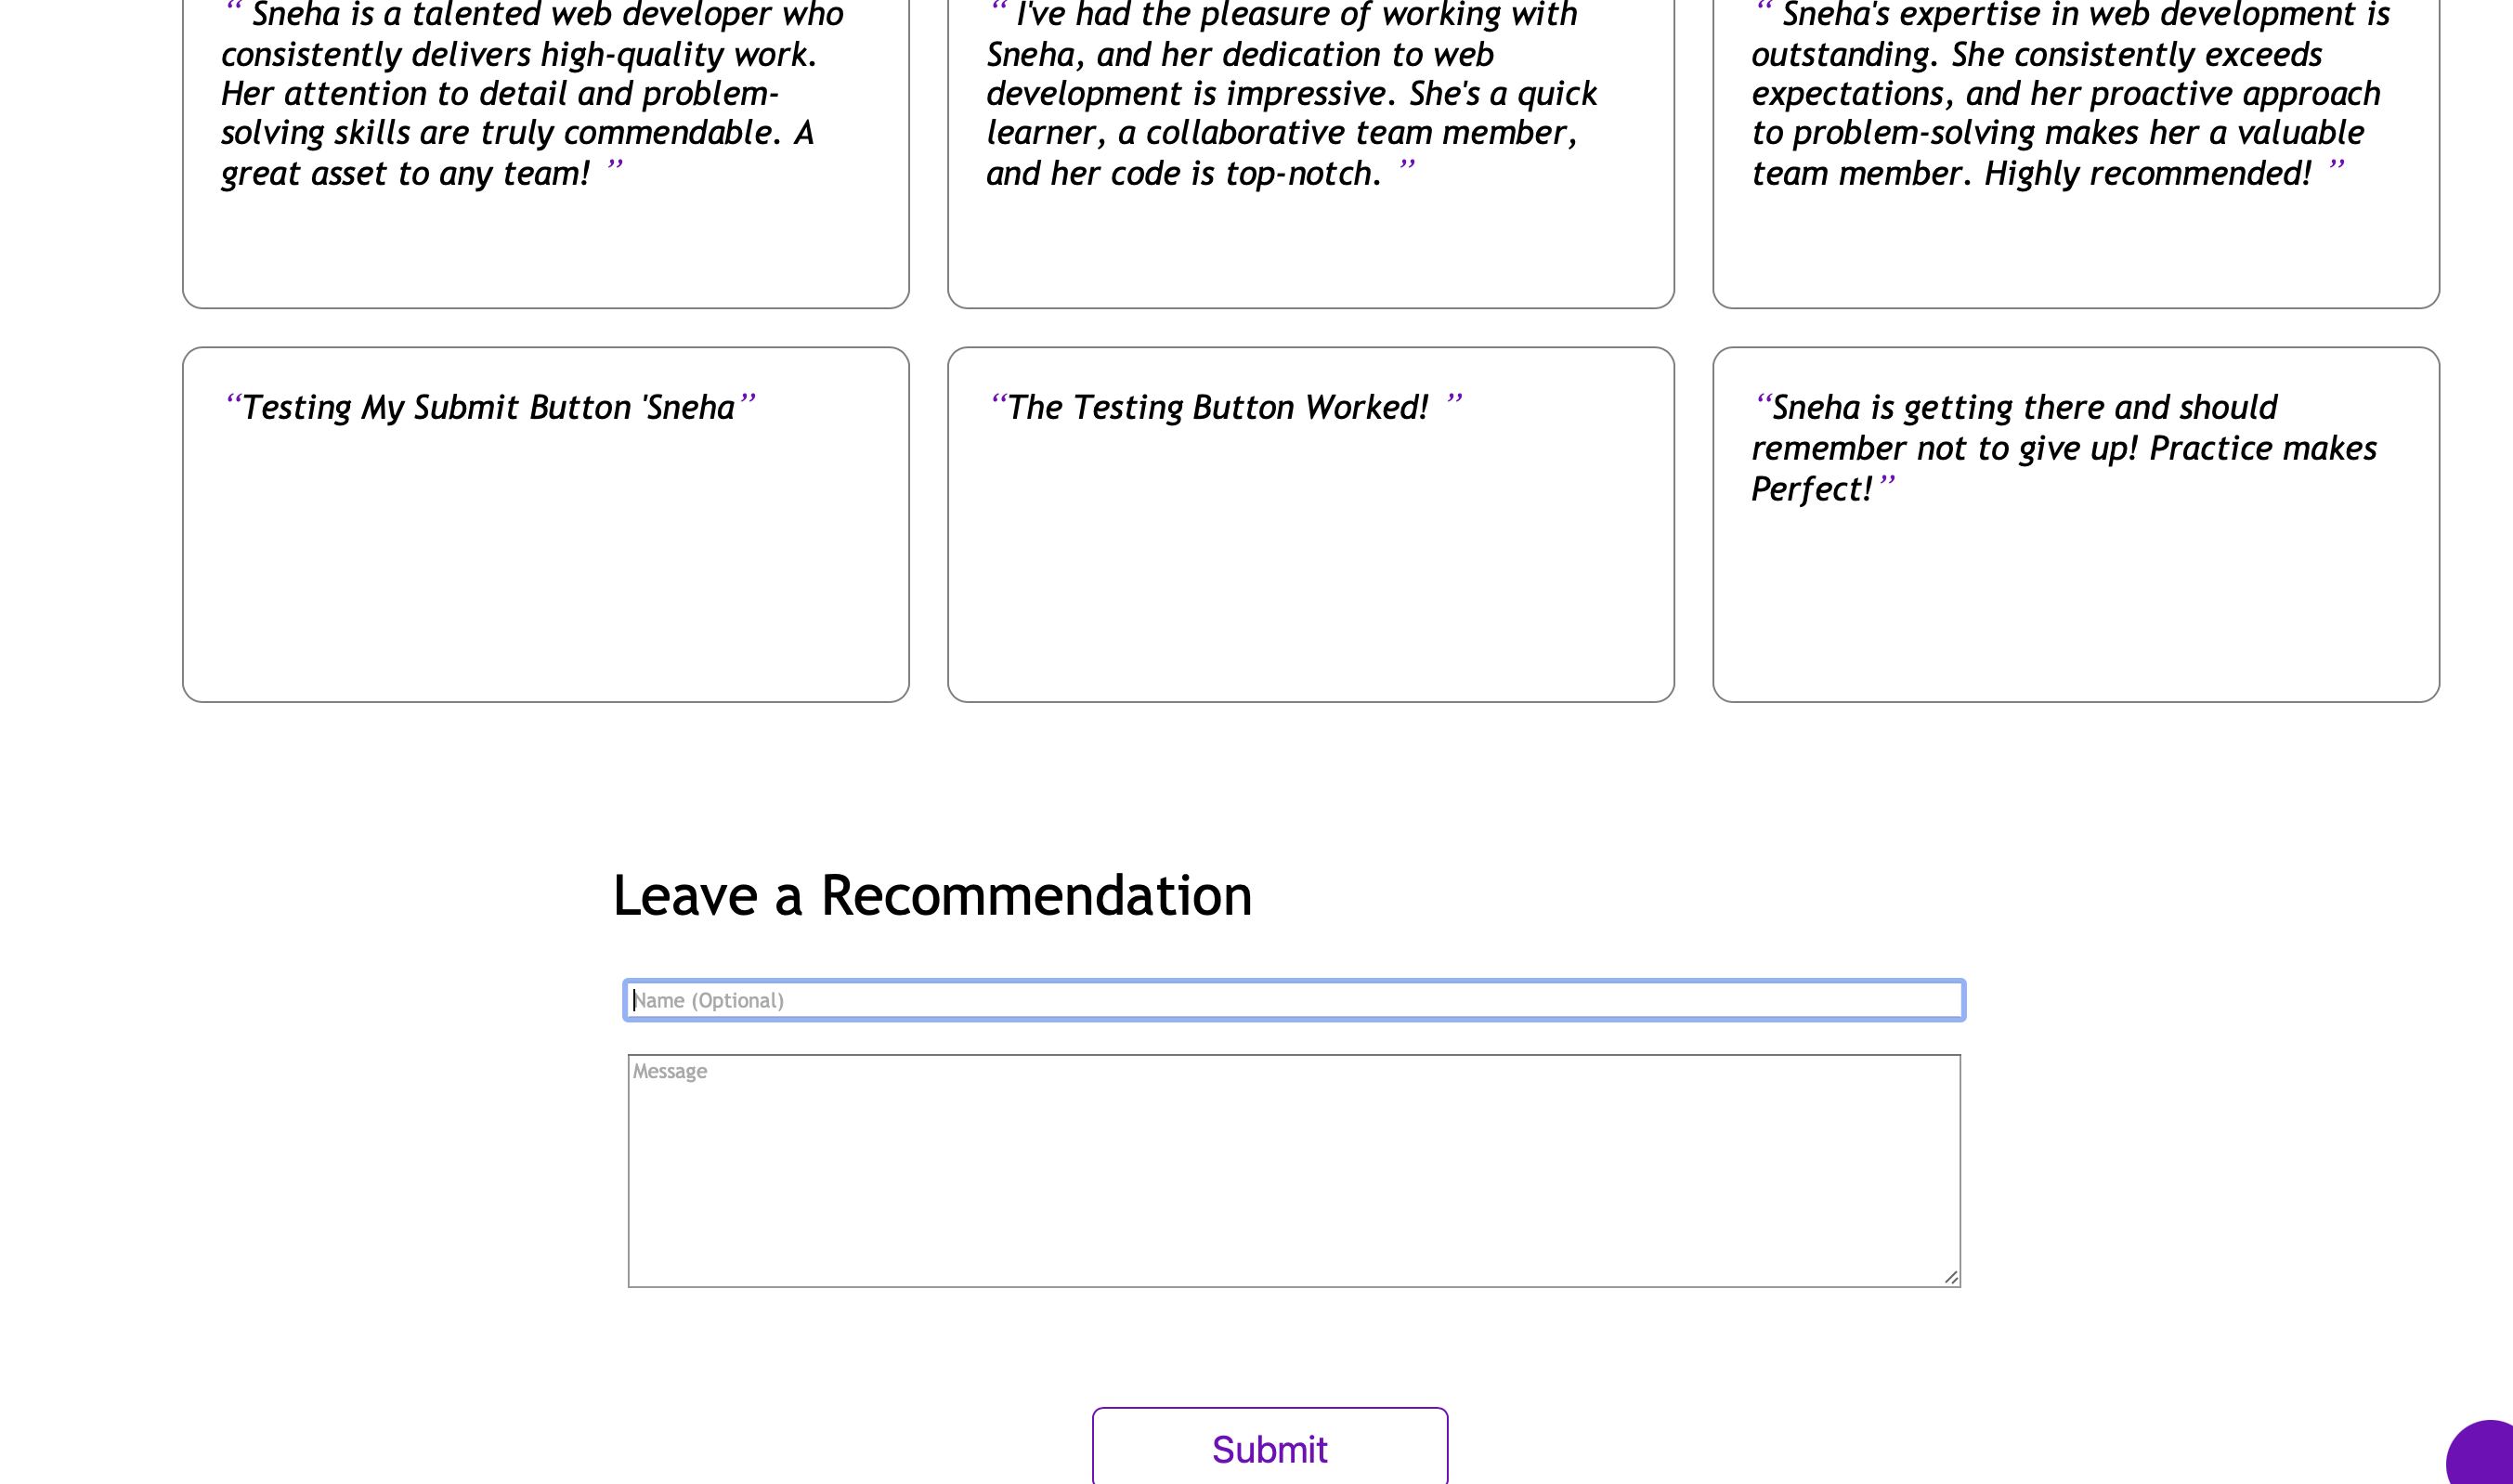 “ Sneha is a talented web developer who
consistently delivers high-quality work.
Her attention to detail and problem-
solving skills are truly commendable. A
great asset to any team! ”
“ I've had the pleasure of working with
Sneha, and her dedication to web
development is impressive. She's a quick
learner, a collaborative team member,
and her code is top-notch. ”
“ Sneha's expertise in web development is
outstanding. She consistently exceeds
expectations, and her proactive approach
to problem-solving makes her a valuable
team member. Highly recommended! ”
“Testing My Submit Button 'Sneha”
“The Testing Button Worked! ”
“Sneha is getting there and should
remember not to give up! Practice makes
Perfect!”
Leave a Recommendation
Name (Optional)
Message
Submit